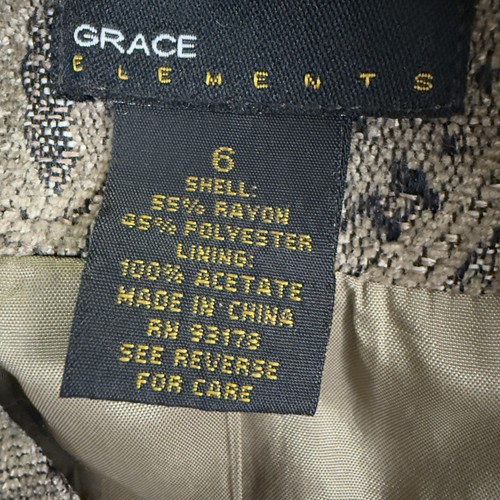 GRACE
ELEMENTS
6
SHELL:
55% RAYON
45% POLYESTER
LINING:
100% ACETATE
MADE IN CHINA
RN 93178
SEE REVERSE
FOR CARE